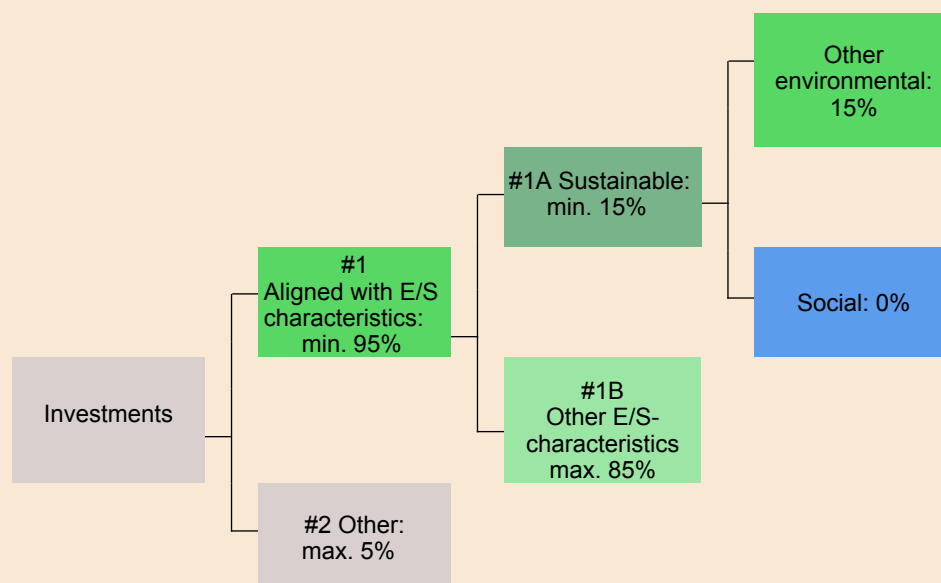 Investments
#1
Aligned with E/S
characteristics:
min. 95%
#2 Other:
max. 5%
#1A Sustainable:
min. 15%
#1B
Other E/S-
characteristics
max. 85%
Other
environmental:
15%
Social: 0%